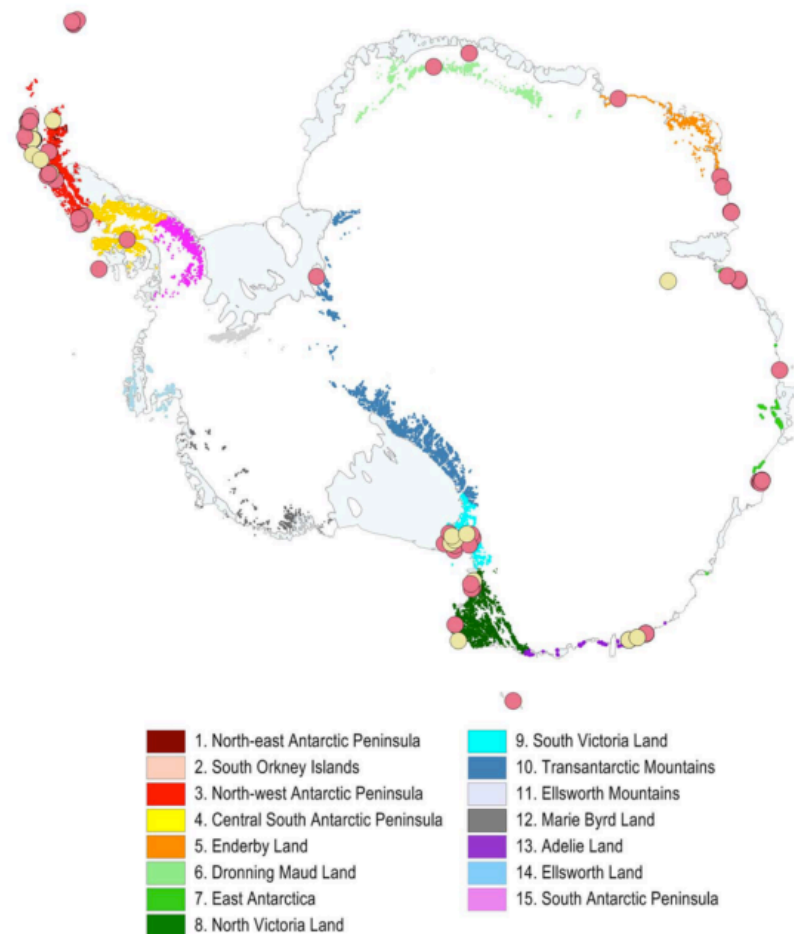 1. North-east Antarctic Peninsula
2. South Orkney Islands
3. North-west Antarctic Peninsula
4. Central South Antarctic Peninsula
5. Enderby Land
6. Dronning Maud Land
7. East Antarctica
8. North Victoria Land
9. South Victoria Land
10. Transantarctic Mountains
11. Ellsworth Mountains
12. Marie Byrd Land
13. Adelie Land
14. Ellsworth Land
15. South Antarctic Peninsula